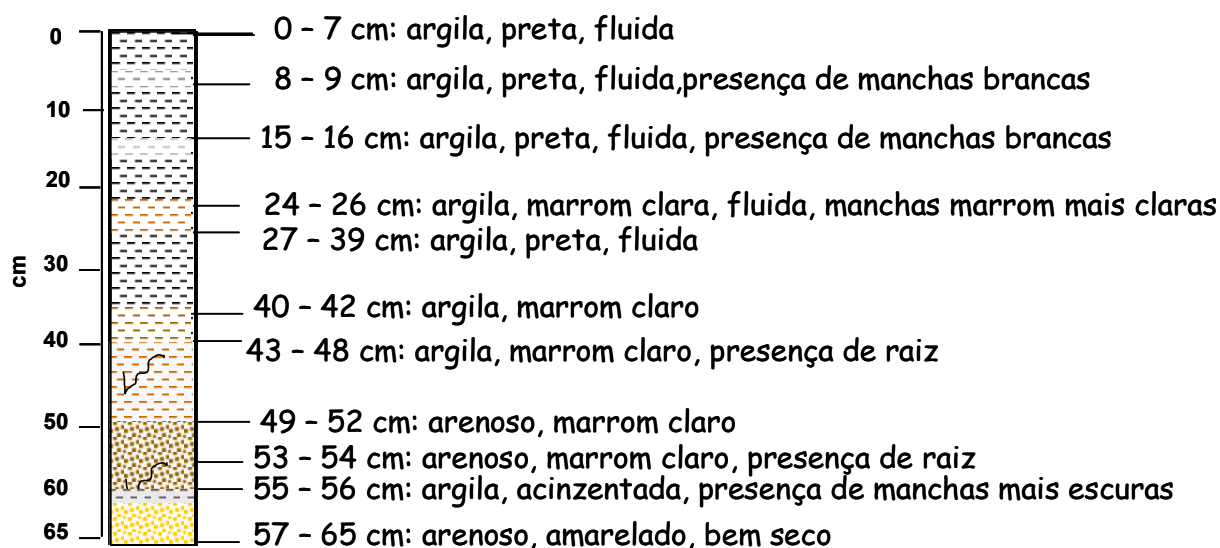 0
0 – 7 cm: argila, preta, fluida
8 – 9 cm: argila, preta, fluida,presença de manchas brancas
10
15 – 16 cm: argila, preta, fluida, presença de manchas brancas
20
24 – 26 cm: argila, marrom clara, fluida, manchas marrom mais claras
27 – 39 cm: argila, preta, fluida
30
cm
40 – 42 cm: argila, marrom claro
40
43 – 48 cm: argila, marrom claro, presença de raiz
50
49 – 52 cm: arenoso, marrom claro
53 – 54 cm: arenoso, marrom claro, presença de raiz
60
55 – 56 cm: argila, acinzentada, presença de manchas mais escuras
65
57 – 65 cm: arenoso, amarelado, bem seco